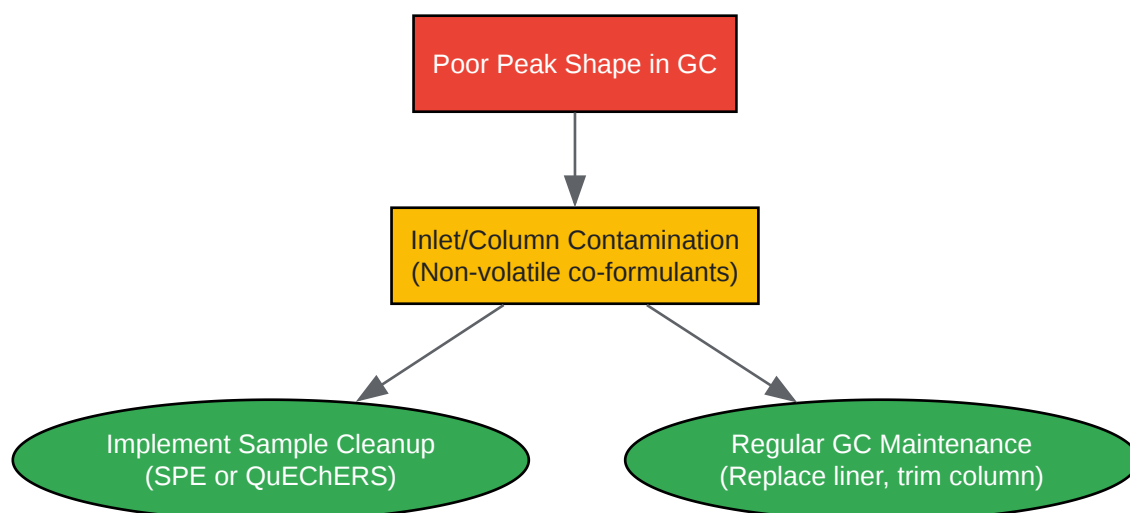 Poor Peak Shape in GC
Inlet/Column Contamination
(Non-volatile co-formulants)
Implement Sample Cleanup
(SPE or QuEChERS)
Regular GC Maintenance
(Replace liner, trim column)